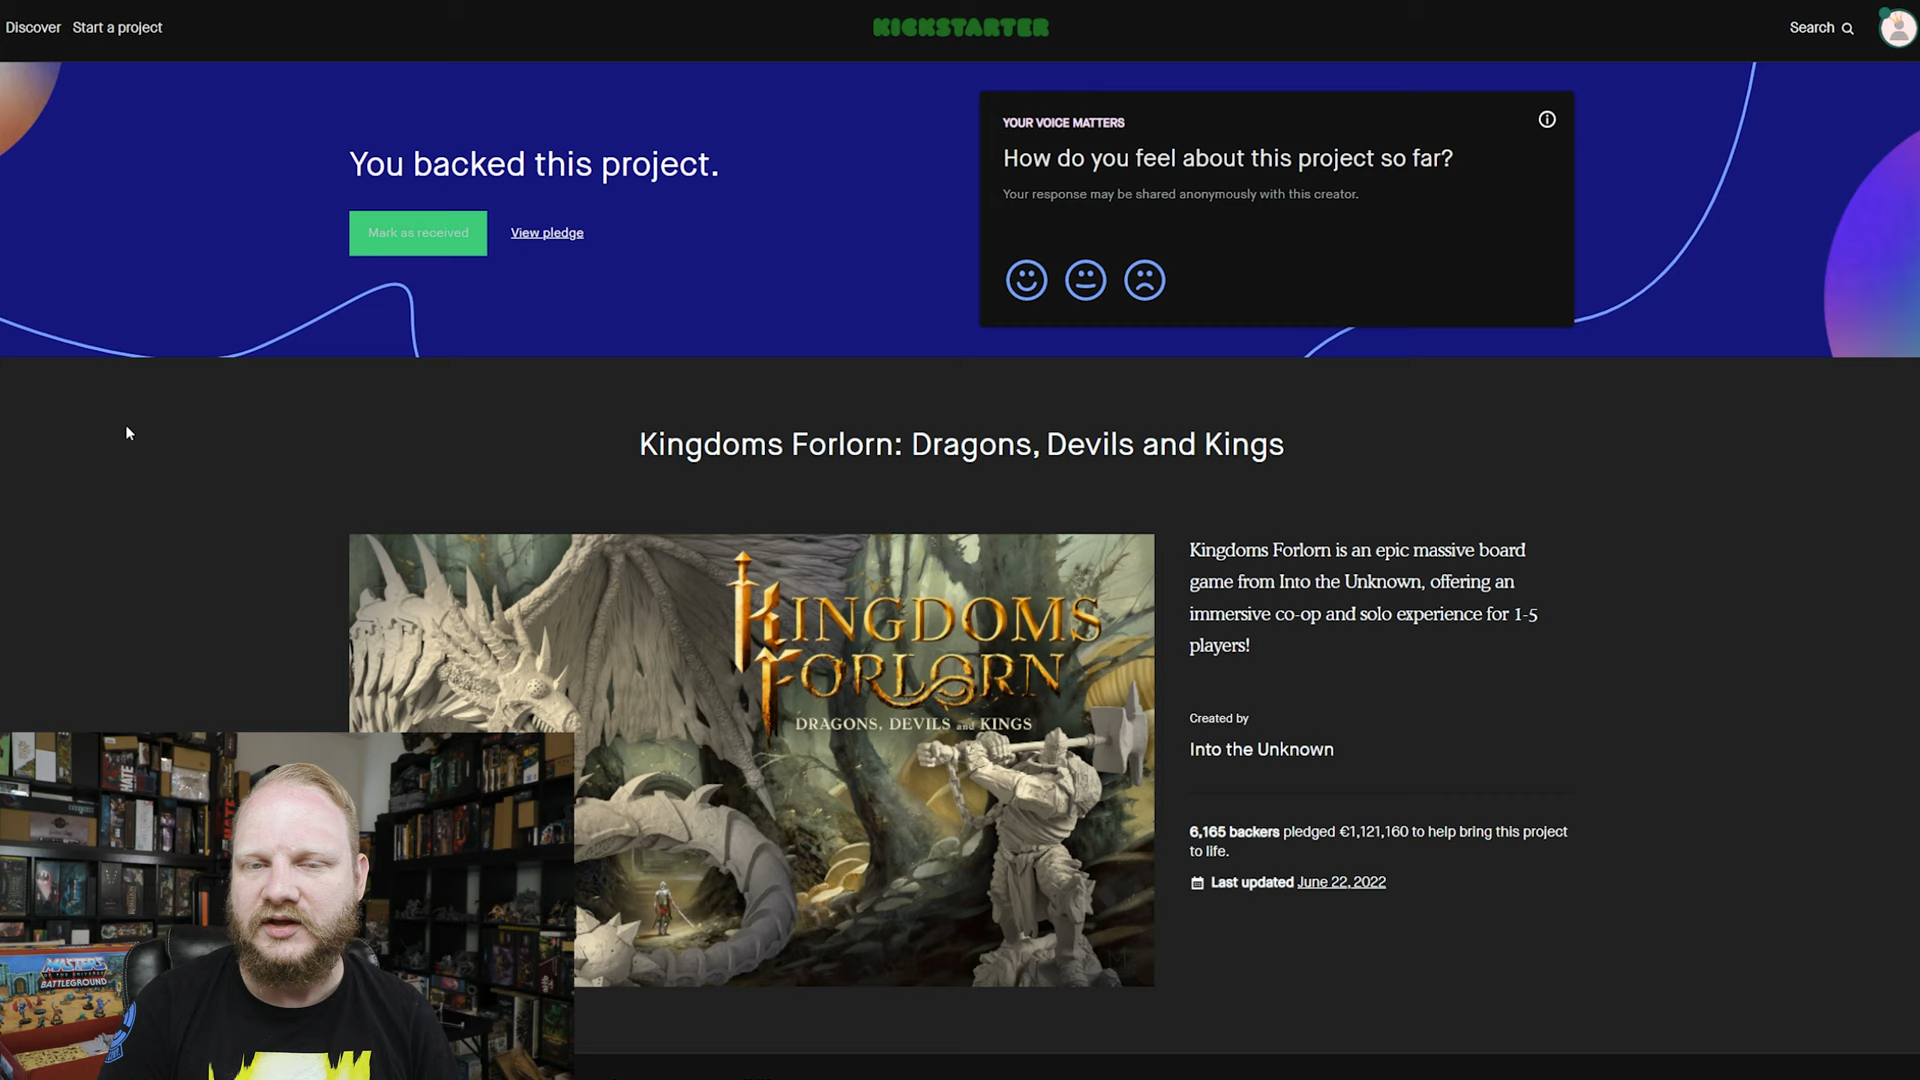 Discover Start a project
KICKSTARTER
Search
You backed this project.
Mark as received
View pledge
YOUR VOICE MATTERS
How do you feel about this project so far?
Your response may be shared anonymously with this creator.
Kingdoms Forlorn: Dragons, Devils and Kings
KINGDOMS
FORLORN
DRAGONS, DEVILS and KINGS
Kingdoms Forlorn is an epic massive board
game from Into the Unknown, offering an
immersive co-op and solo experience for 1-5
players!
Created by
Into the Unknown
6,165 backers pledged €1,121,160 to help bring this project
to life.
Last updated June 22, 2022
HATE
HATE
MASTERS
OF THE UNIVERSE
BATTLEGROUND